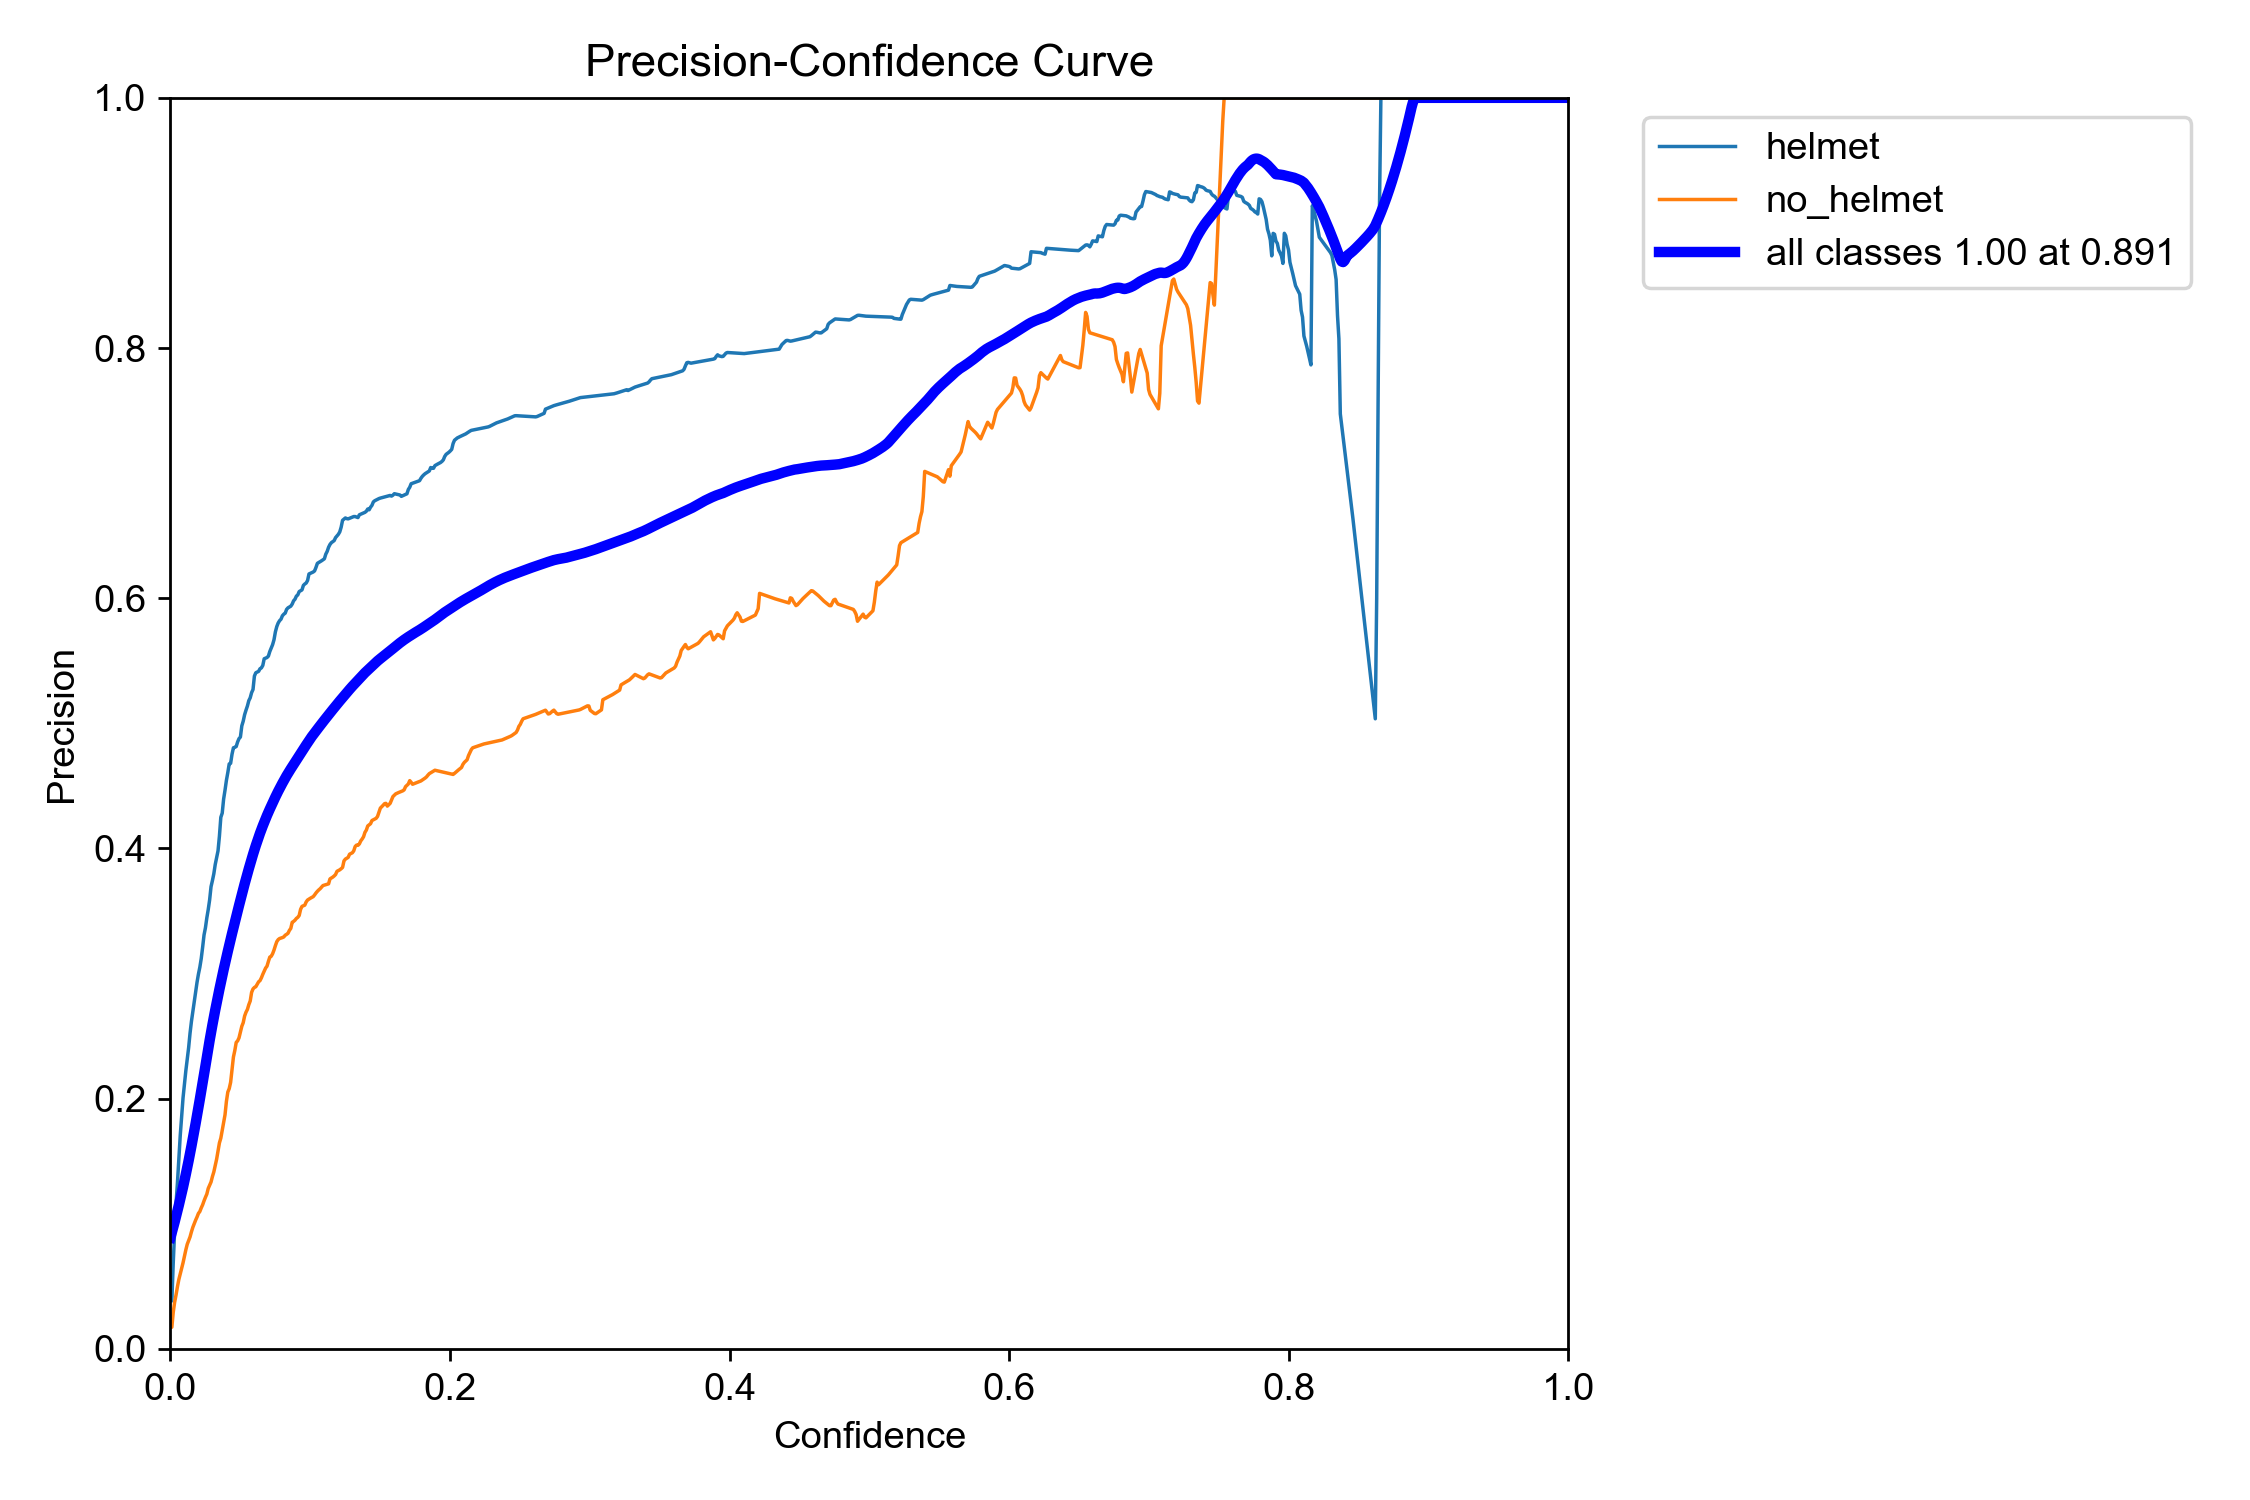 Precision-Confidence Curve
1.0
0.8
0.6
0.4
0.2
0.0
Precision
0.0 0.2 0.4 0.6 0.8 1.0
Confidence
helmet
no_helmet
all classes 1.00 at 0.891